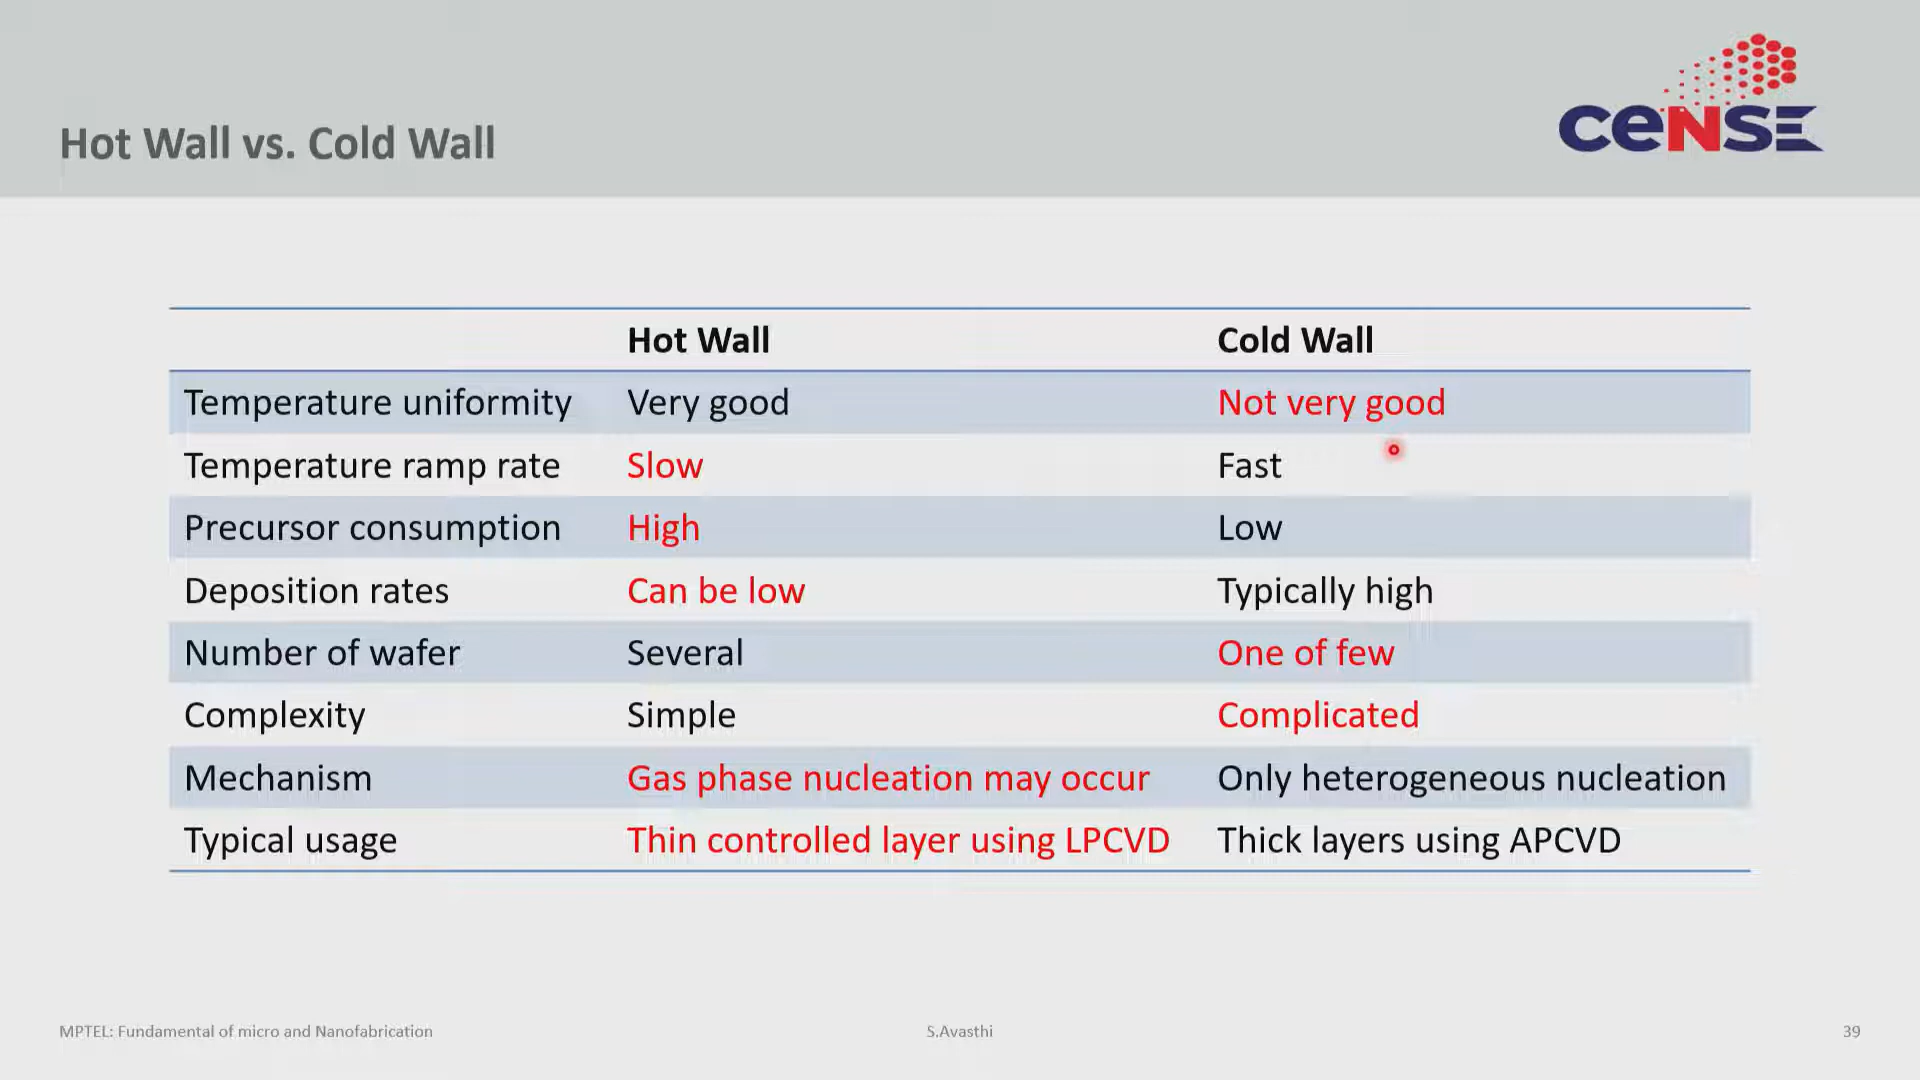 Hot Wall vs. Cold Wall
ceNSE
Hot Wall Cold Wall
Temperature uniformity Very good Not very good
Temperature ramp rate Slow Fast
Precursor consumption High Low
Deposition rates Can be low Typically high
Number of wafer Several One of few
Complexity Simple Complicated
Mechanism Gas phase nucleation may occur Only heterogeneous nucleation
Typical usage Thin controlled layer using LPCVD Thick layers using APCVD
MPTEL: Fundamental of micro and Nanofabrication S.Avasthi 39